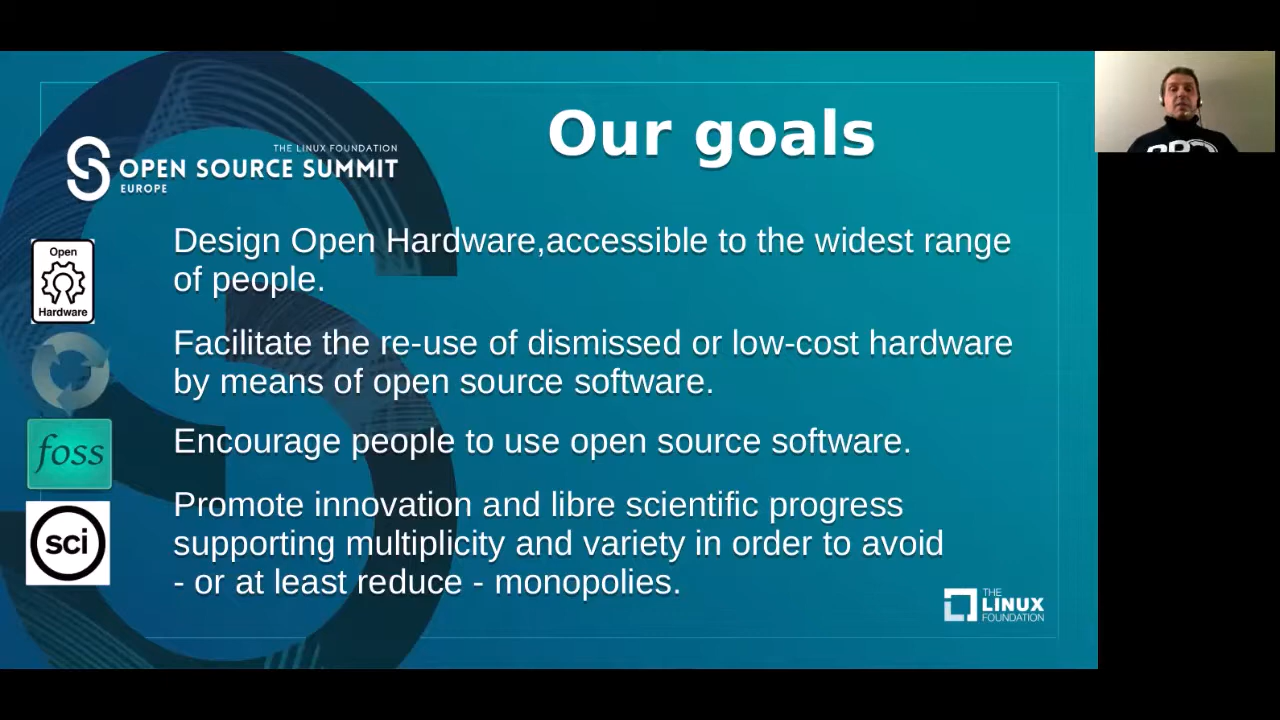 Our goals
THE LINUX FOUNDATION
OPEN SOURCE SUMMIT
EUROPE
Design Open Hardware,accessible to the widest range
of people.
Open
Hardware
Facilitate the re-use of dismissed or low-cost hardware
by means of open source software.
foss
Encourage people to use open source software.
sci
Promote innovation and libre scientific progress
supporting multiplicity and variety in order to avoid
- or at least reduce - monopolies.
THE
LINUX
FOUNDATION